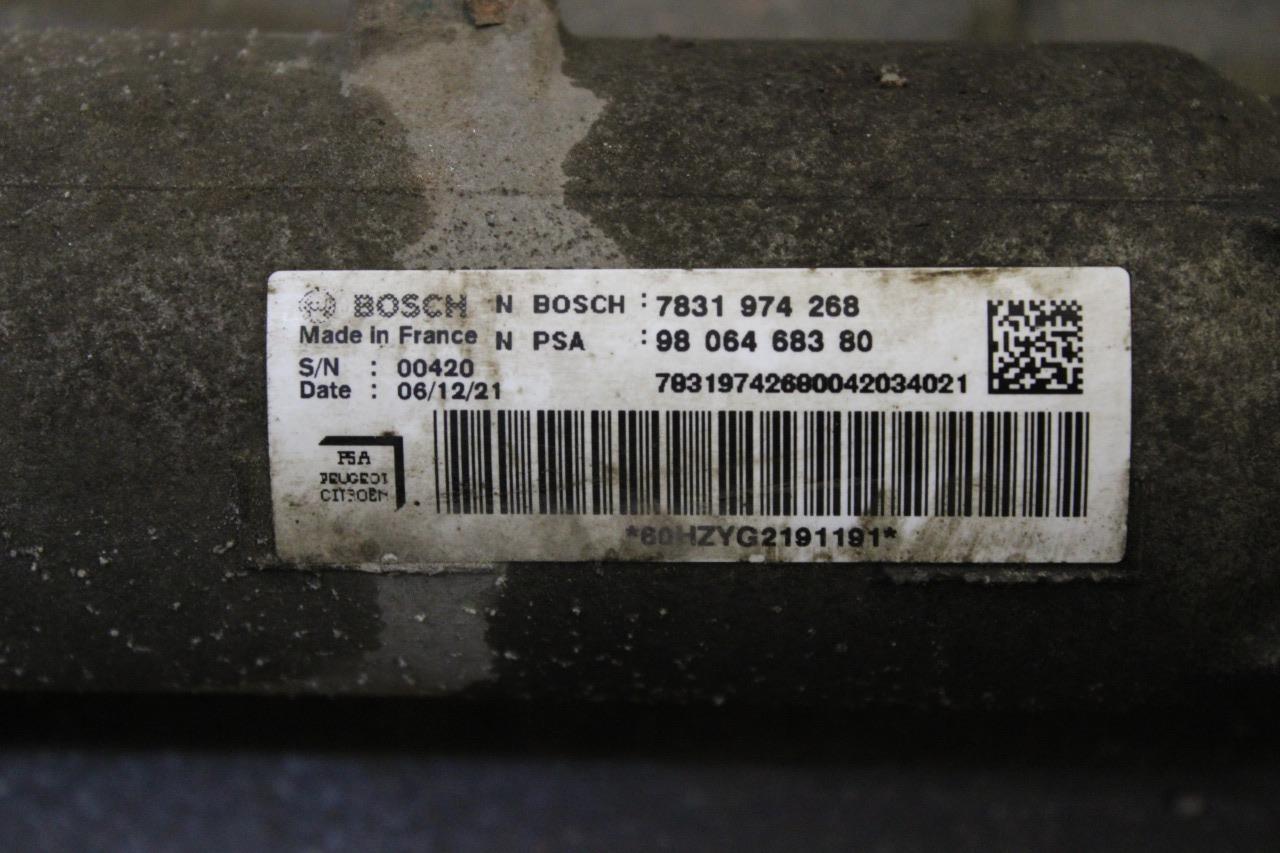 BOSCH N BOSCH : 7831 974 268
Made In France N PSA : 98 064 683 80
S/N : 00420
Date : 06/12/21 78319742680042034021
PSA
PEUGEOT
CITROËN
*60HZYG2191191*